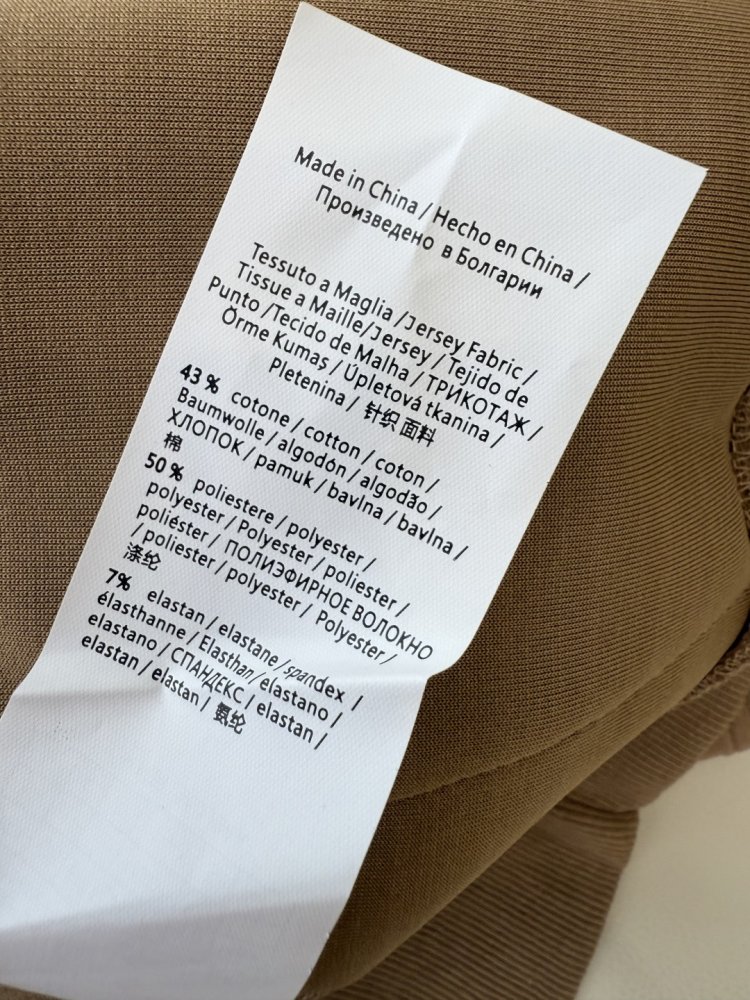 Made in China / Hecho en China /
Произведено в Болгарии
Tessuto a Maglia /Jersey Fabric /
Tissue a Maille/Jersey / Tejido de
Punto /Tecido de Malha / ТРИКОТАЖ /
Örme Kumaş / Úpletová tkanina /
Pletenina / 针织 面料
43 % cotone / cotton / coton /
Baumwolle / algodón / algodão /
ХЛОПОК / pamuk / bavlna / bavlna /
棉
50 % poliestere / polyester /
polyester / Polyester / poliester /
poliéster / ПОЛИЭФИРНОЕ ВОЛОКНО
/ poliester / polyester / Polyester /
涤纶
7% elastan / elastane / spandex /
élasthanne / Elasthan/elastano /
elastano / СПАНДЕКС / elastan /
elastan / elastan / 氨纶